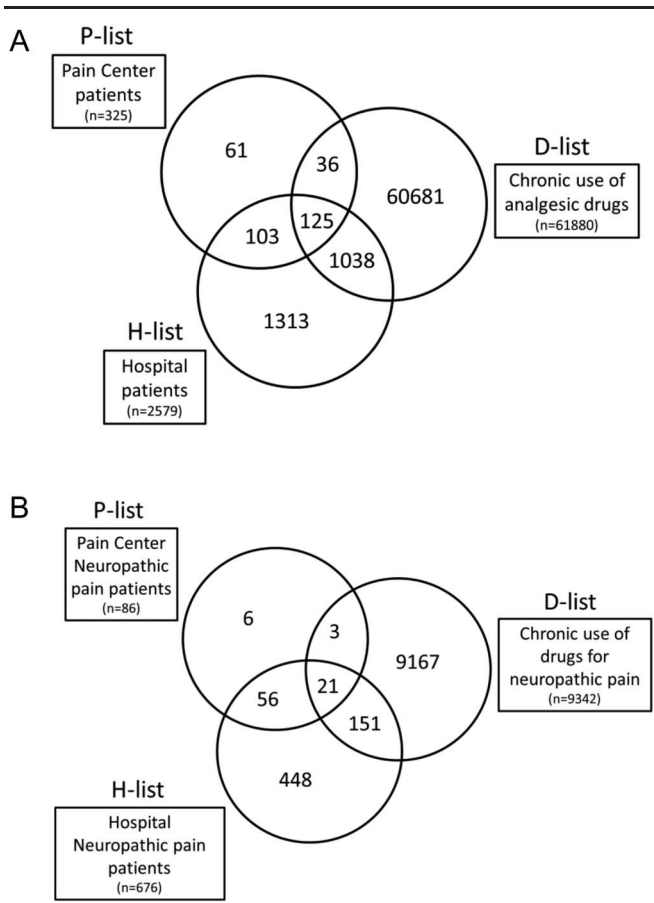 A
P-list
Pain Center
patients
(n=325)
61
36
D-list
Chronic use of
analgesic drugs
(n=61880)
60681
125
103
1038
1313
H-list
Hospital
patients
(n=2579)
B
P-list
Pain Center
Neuropathic
pain patients
(n=86)
6
3
D-list
Chronic use of
drugs for
neuropathic pain
(n=9342)
9167
21
56
151
448
H-list
Hospital
Neuropathic pain
patients
(n=676)